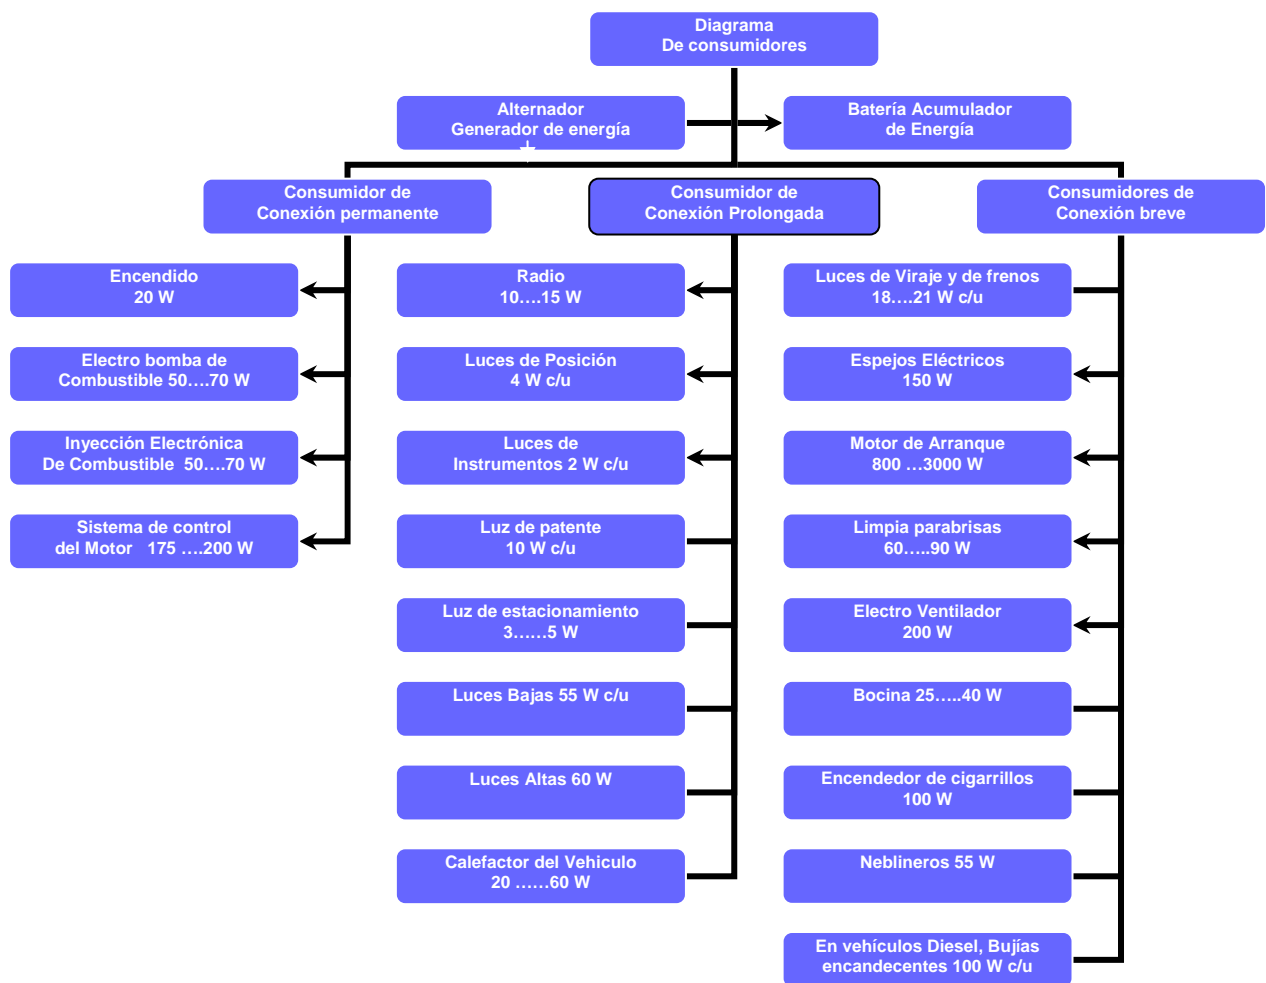 Diagrama
De consumidores
Alternador
Generador de energía
Batería Acumulador
de Energía
Consumidor de
Conexión permanente
Consumidor de
Conexión Prolongada
Consumidores de
Conexión breve
Encendido
20 W
Electro bomba de
Combustible 50….70 W
Inyección Electrónica
De Combustible  50….70 W
Sistema de control
del Motor   175 ….200 W
Radio
10….15 W
Luces de Posición
4 W c/u
Luces de
Instrumentos 2 W c/u
Luz de patente
10 W c/u
Luz de estacionamiento
3……5 W
Luces Bajas 55 W c/u
Luces Altas 60 W
Calefactor del Vehiculo
20 ……60 W
Luces de Viraje y de frenos
18….21 W c/u
Espejos Eléctricos
150 W
Motor de Arranque
800 …3000 W
Limpia parabrisas
60…..90 W
Electro Ventilador
200 W
Bocina 25…..40 W
Encendedor de cigarrillos
100 W
Neblineros 55 W
En vehículos Diesel, Bujías
encandecentes 100 W c/u